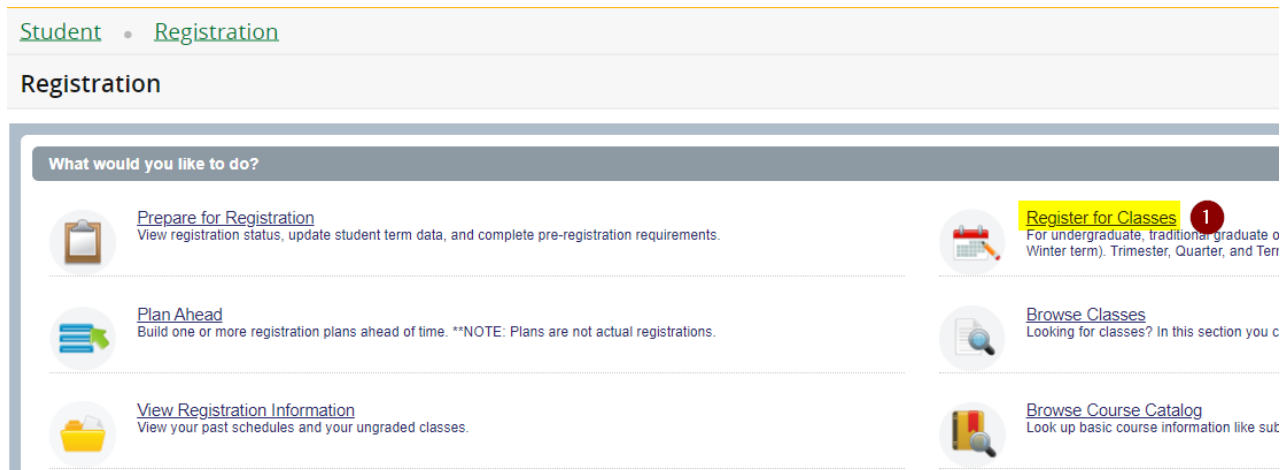 Student • Registration
Registration
What would you like to do?
Prepare for Registration
View registration status, update student term data, and complete pre-registration requirements.
Register for Classes 1
For undergraduate, traditional graduate
Winter term). Trimester, Quarter, and
Plan Ahead
Build one or more registration plans ahead of time. **NOTE: Plans are not actual registrations.
Browse Classes
Looking for classes? In this section you
View Registration Information
View your past schedules and your ungraded classes.
Browse Course Catalog
Look up basic course information like